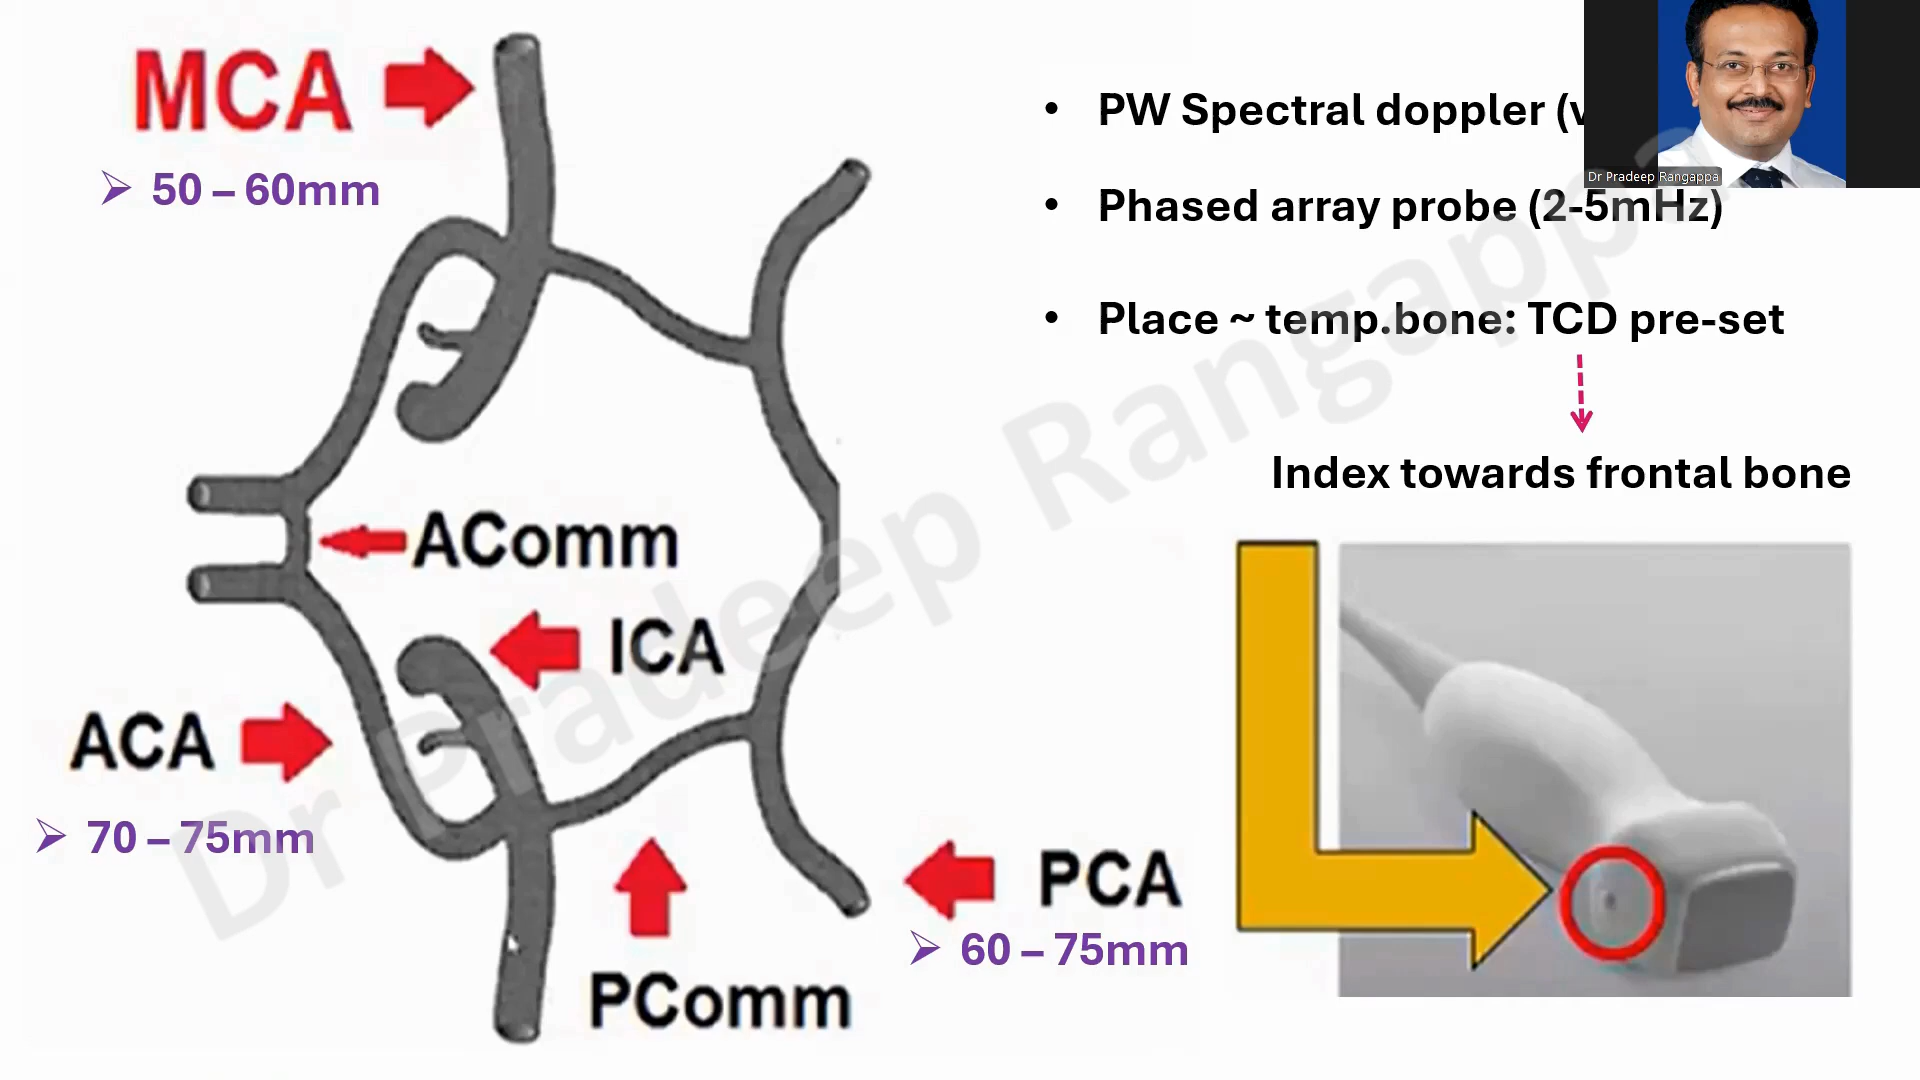 MCA
➢ 50 – 60mm
AComm
ICA
ACA
➢ 70 – 75mm
PCA
➢ 60 – 75mm
PComm
• PW Spectral doppler (
• Phased array probe (2-5mHz)
• Place ~ temp.bone: TCD pre-set
Index towards frontal bone
Dr Pradeep Rangappa
Dr Pradeep Rangappa